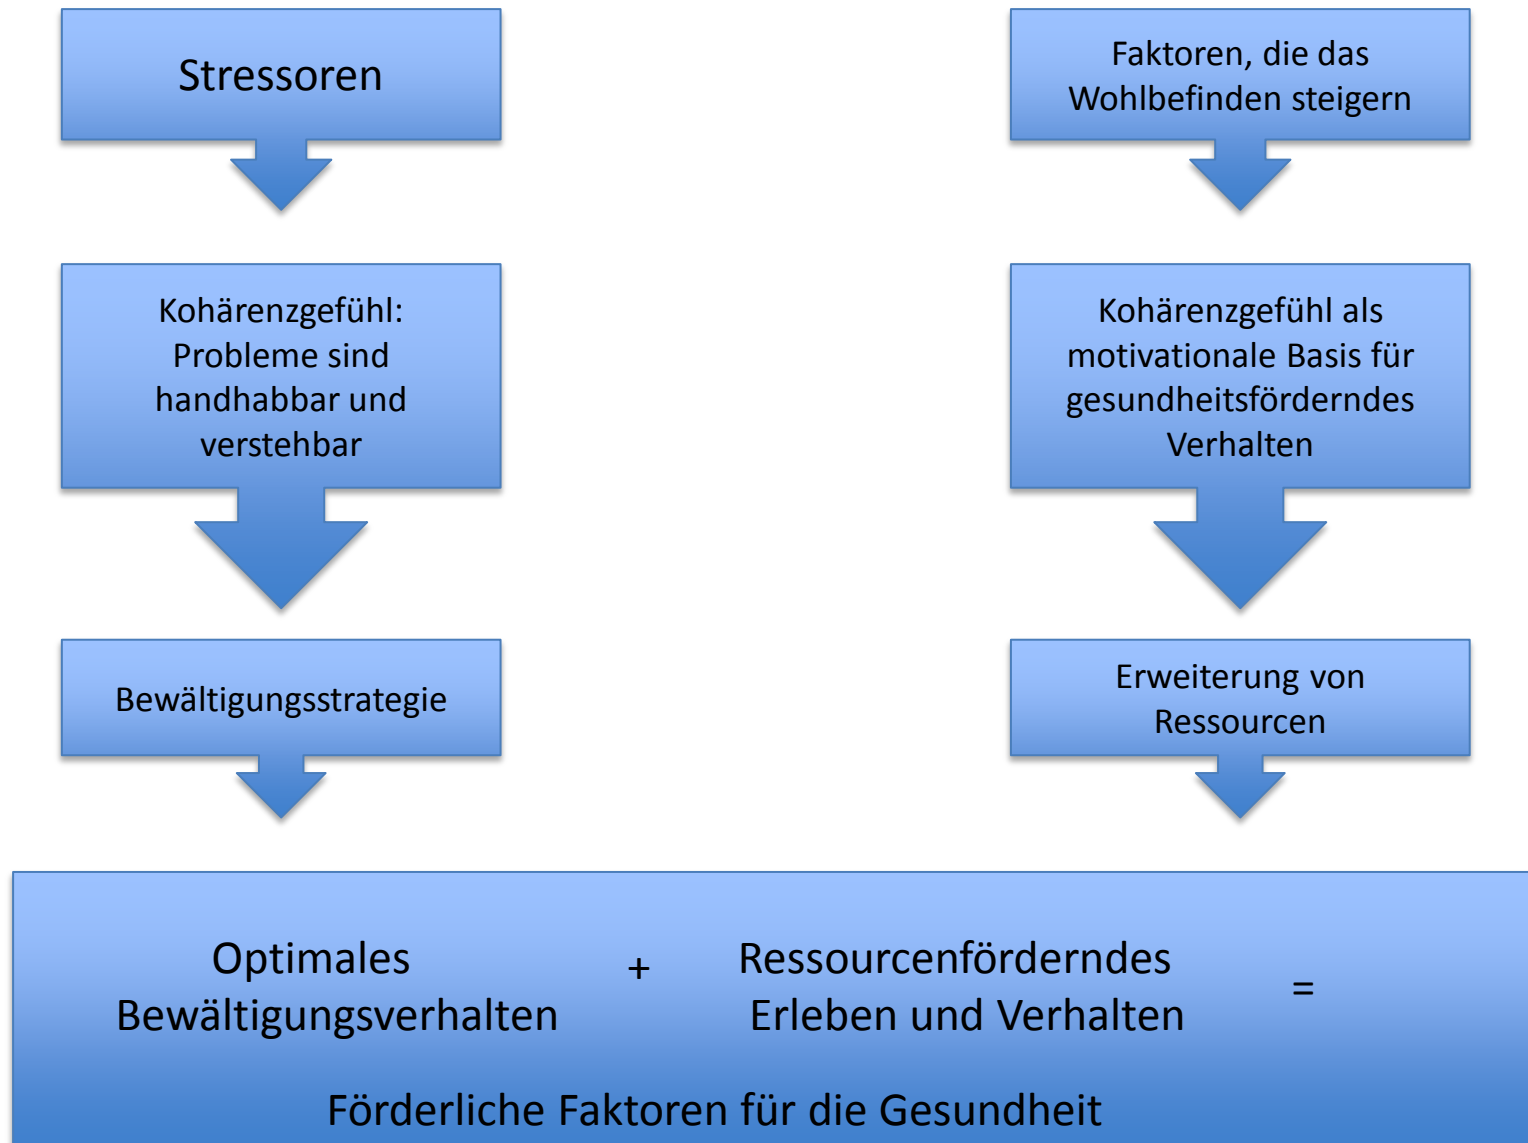 Stressoren
Faktoren, die das
Wohlbefinden steigern
Kohärenzgefühl:
Probleme sind
handhabbar und
verstehbar
Kohärenzgefühl als
motivationale Basis für
gesundheitsförderndes
Verhalten
Bewältigungsstrategie
Erweiterung von
Ressourcen
Optimales
Bewältigungsverhalten
+
Ressourcenförderndes
Erleben und Verhalten
=
Förderliche Faktoren für die Gesundheit